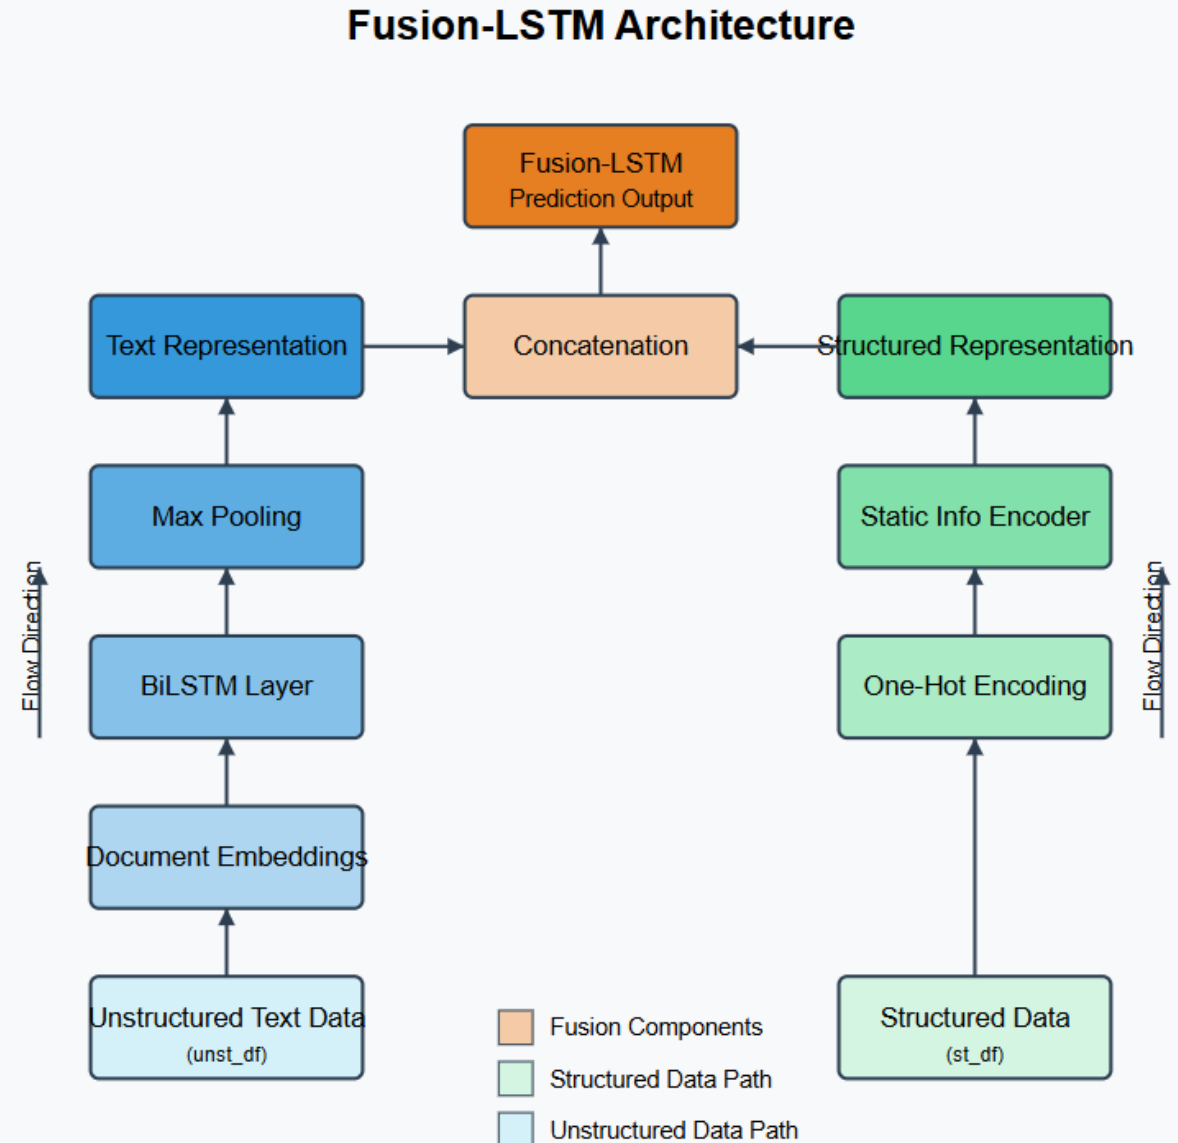 Fusion-LSTM Architecture
Fusion-LSTM
Prediction Output
Text Representation
Concatenation
Structured Representation
Max Pooling
Static Info Encoder
Flow Direction
Flow Direction
BiLSTM Layer
One-Hot Encoding
Document Embeddings
Unstructured Text Data
(unst_df)
Structured Data
(st_df)
Fusion Components
Structured Data Path
Unstructured Data Path